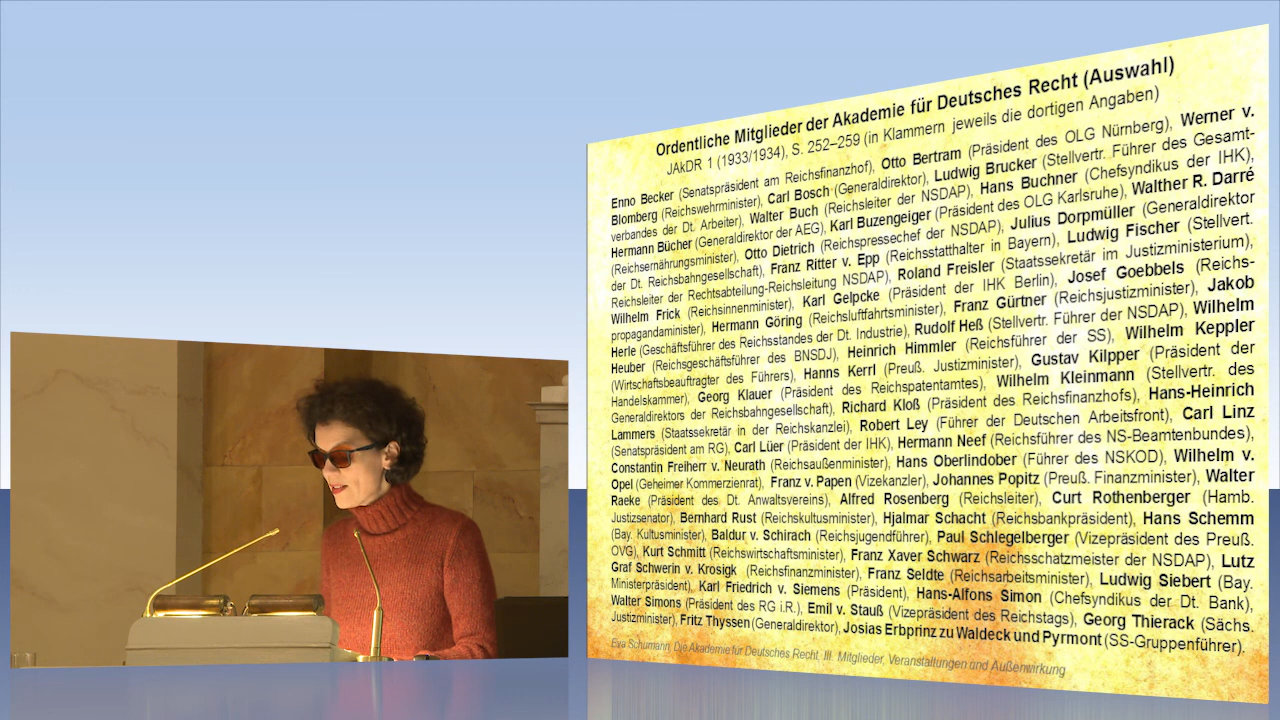 Ordentliche Mitglieder der Akademie für Deutsches Recht (Auswahl)
JAkDR 1 (1933/1934), S. 252–259 (in Klammern jeweils die dortigen Angaben)
Enno Becker (Senatspräsident am Reichsfinanzhof), Otto Bertram (Präsident des OLG Nürnberg), Werner v.
Blomberg (Reichswehrminister), Carl Bosch (Generaldirektor), Ludwig Brucker (Stellvertr. Führer des Gesamt-
verbandes der Dt. Arbeiter), Walter Buch (Reichsleiter der NSDAP), Hans Buchner (Chefsyndikus der IHK),
Hermann Bücher (Generaldirektor der AEG), Karl Buzengeiger (Präsident des OLG Karlsruhe), Walther R. Darré
(Reichsernährungsminister), Otto Dietrich (Reichspressechef der NSDAP), Julius Dorpmüller (Generaldirektor
der Dt. Reichsbahngesellschaft), Franz Ritter v. Epp (Reichsstatthalter in Bayern), Ludwig Fischer (Stellvert.
Reichsleiter der Rechtsabteilung-Reichsleitung NSDAP), Roland Freisler (Staatssekretär im Justizministerium),
Wilhelm Frick (Reichsinnenminister), Karl Gelpcke (Präsident der IHK Berlin), Josef Goebbels (Reichs-
propagandaminister), Hermann Göring (Reichsluftfahrtsminister), Franz Gürtner (Reichsjustizminister), Jakob
Herle (Geschäftsführer des Reichsstandes der Dt. Industrie), Rudolf Heß (Stellvertr. Führer der NSDAP), Wilhelm
Heuber (Reichsgeschäftsführer des BNSDJ), Heinrich Himmler (Reichsführer der SS), Wilhelm Keppler
(Wirtschaftsbeauftragter des Führers), Hanns Kerrl (Preuß. Justizminister), Gustav Kilpper (Präsident der
Handelskammer), Georg Klauer (Präsident des Reichspatentamtes), Wilhelm Kleinmann (Stellvertr. des
Generaldirektors der Reichsbahngesellschaft), Richard Kloß (Präsident des Reichsfinanzhofs), Hans-Heinrich
Lammers (Staatssekretär in der Reichskanzlei), Robert Ley (Führer der Deutschen Arbeitsfront), Carl Linz
(Senatspräsident am RG), Carl Lüer (Präsident der IHK), Hermann Neef (Reichsführer des NS-Beamtenbundes),
Constantin Freiherr v. Neurath (Reichsaußenminister), Hans Oberlindober (Führer des NSKOD), Wilhelm v.
Opel (Geheimer Kommerzienrat), Franz v. Papen (Vizekanzler), Johannes Popitz (Preuß. Finanzminister), Walter
Raeke (Präsident des Dt. Anwaltsvereins), Alfred Rosenberg (Reichsleiter), Curt Rothenberger (Hamb.
Justizsenator), Bernhard Rust (Reichskultusminister), Hjalmar Schacht (Reichsbankpräsident), Hans Schemm
(Bay. Kultusminister), Baldur v. Schirach (Reichsjugendführer), Paul Schlegelberger (Vizepräsident des Preuß.
OVG), Kurt Schmitt (Reichswirtschaftsminister), Franz Xaver Schwarz (Reichsschatzmeister der NSDAP), Lutz
Graf Schwerin v. Krosigk (Reichsfinanzminister), Franz Seldte (Reichsarbeitsminister), Ludwig Siebert (Bay.
Ministerpräsident), Karl Friedrich v. Siemens (Präsident), Hans-Alfons Simon (Chefsyndikus der Dt. Bank),
Walter Simons (Präsident des RG i.R.), Emil v. Stauß (Vizepräsident des Reichstags), Georg Thierack (Sächs.
Justizminister), Fritz Thyssen (Generaldirektor), Josias Erbprinz zu Waldeck und Pyrmont (SS-Gruppenführer).
Eva Schumann, Die Akademie für Deutsches Recht, III. Mitglieder, Veranstaltungen und Außenwirkung